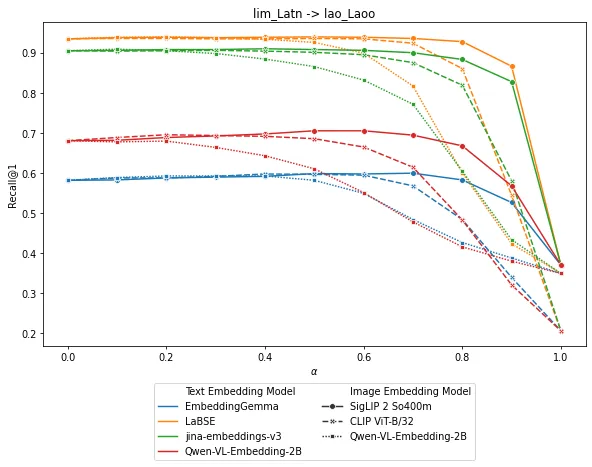 lim_Latn -> lao_Laoo
Recall@1
0.9
0.8
0.7
0.6
0.5
0.4
0.3
0.2
0.0
0.2
0.4
0.6
0.8
1.0
α
Text Embedding Model
EmbeddingGemma
LaBSE
jina-embeddings-v3
Qwen-VL-Embedding-2B
Image Embedding Model
SigLIP 2 So400m
CLIP ViT-B/32
Qwen-VL-Embedding-2B